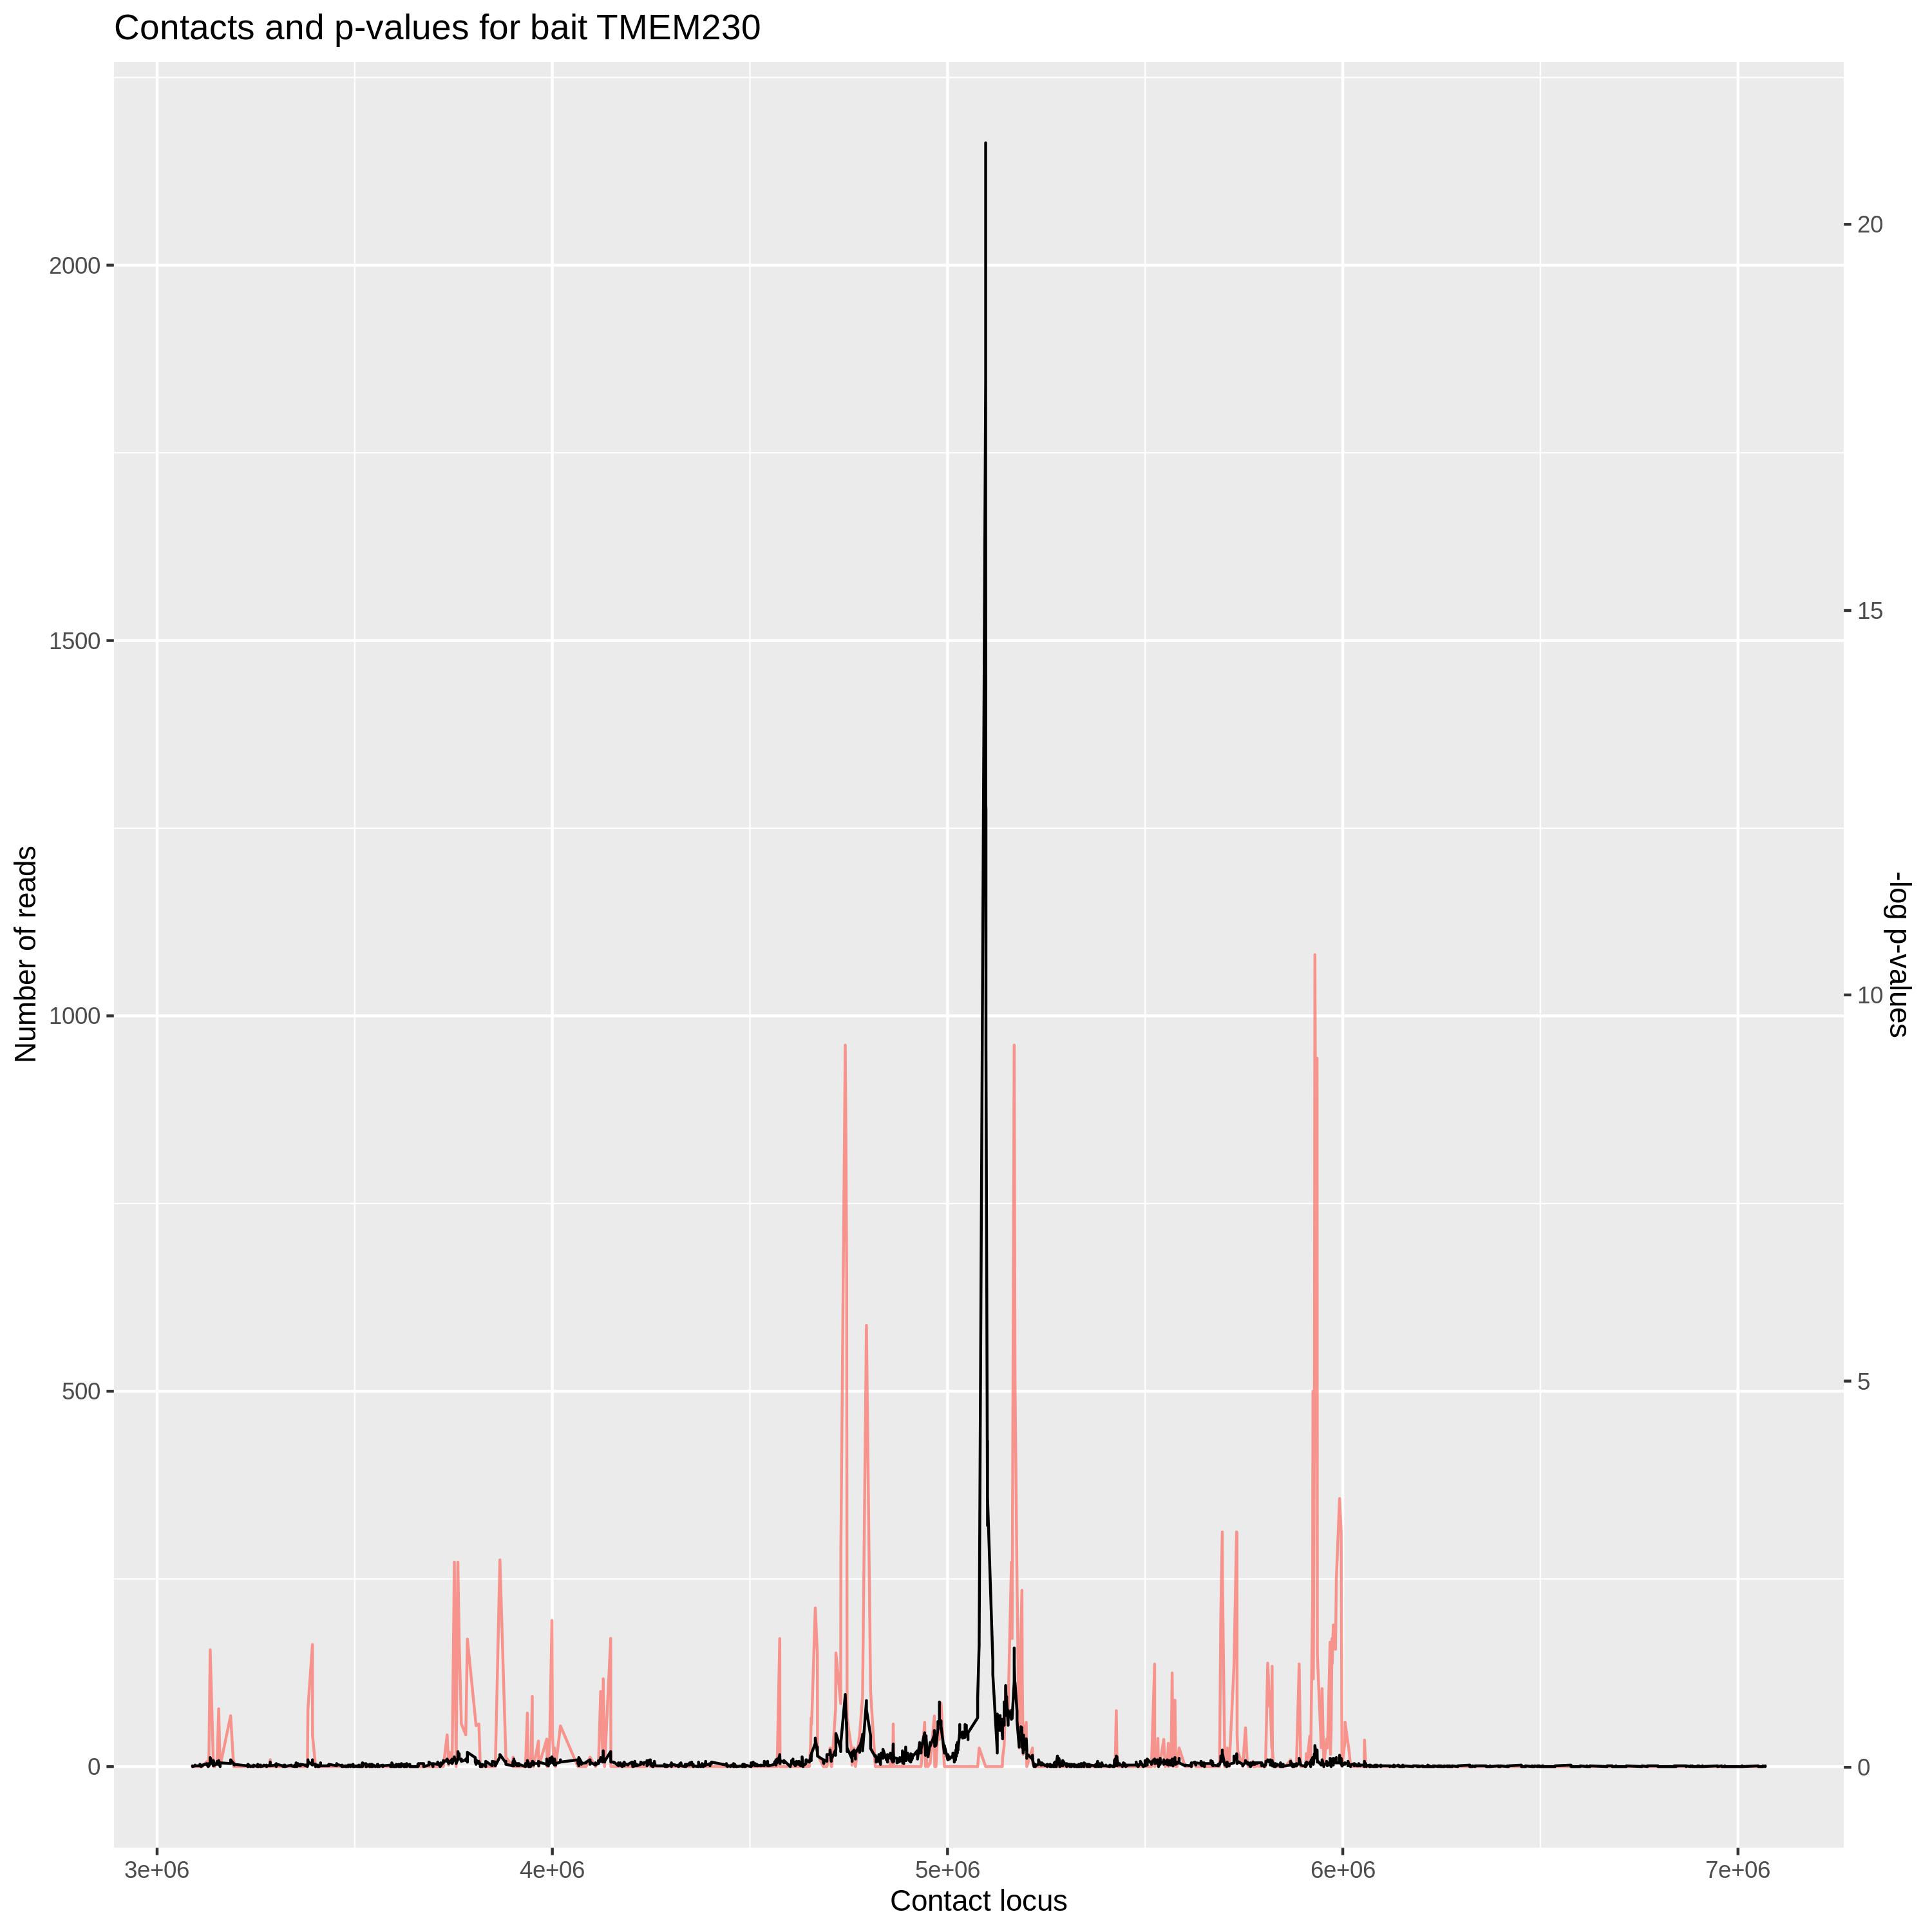 Contacts and p-values for bait TMEM230
Number of reads
2000
1500
1000
500
0
20
15
10
5
0
-log p-values
3e+06
4e+06
5e+06
6e+06
7e+06
Contact locus